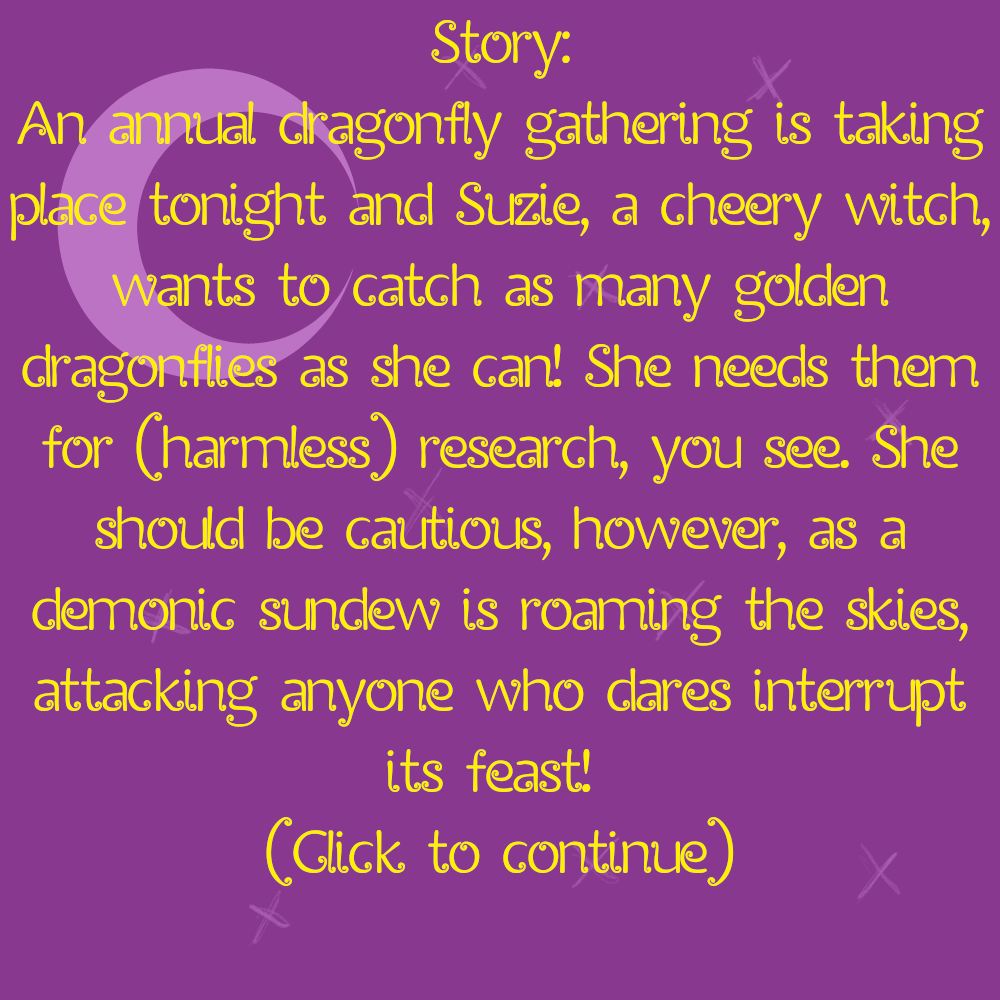 Story:
An annual dragonfly gathering is taking
place tonight and Suzie, a cheery witch,
wants to catch as many golden
dragonflies as she can! She needs them
for (harmless) research, you see. She
should be cautious, however, as a
demonic sundew is roaming the skies,
attacking anyone who dares interrupt
its feast!
(Click to continue)